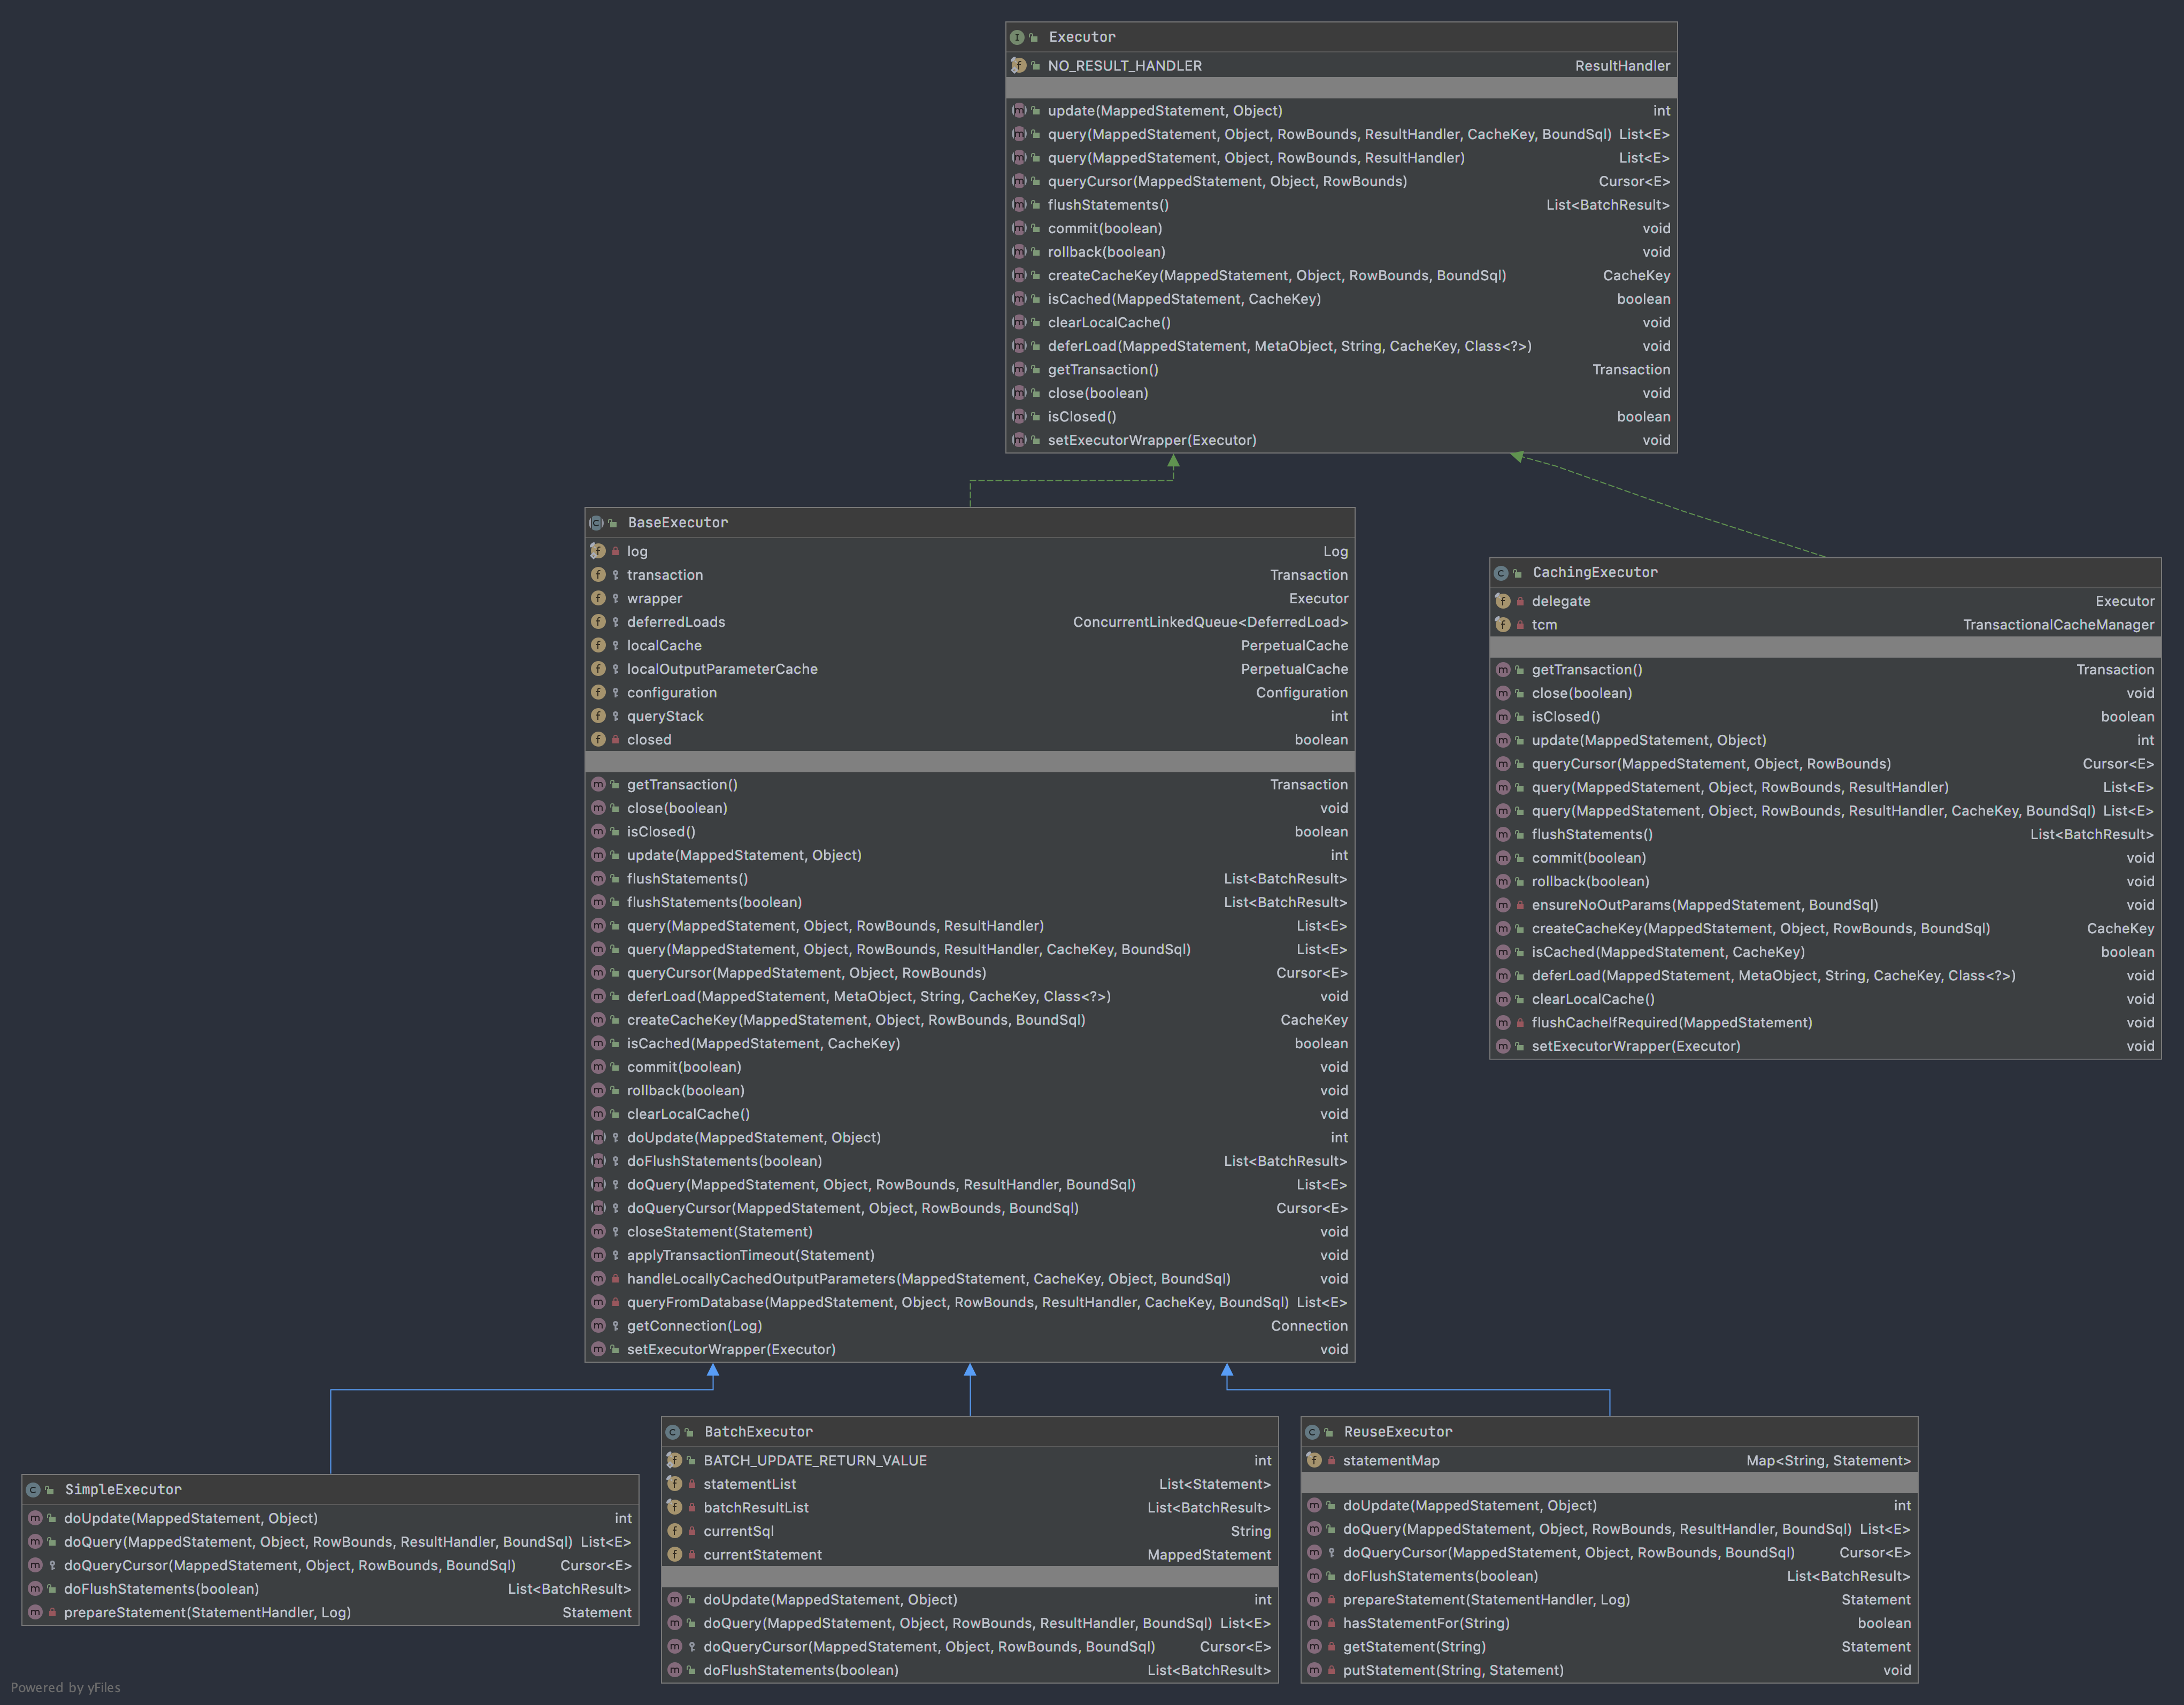 Executor
NO_RESULT_HANDLER ResultHandler
update(MappedStatement, Object) int
query(MappedStatement, Object, RowBounds, ResultHandler, CacheKey, BoundSql) List<E>
query(MappedStatement, Object, RowBounds, ResultHandler) List<E>
queryCursor(MappedStatement, Object, RowBounds) Cursor<E>
flushStatements() List<BatchResult>
commit(boolean) void
rollback(boolean) void
createCacheKey(MappedStatement, Object, RowBounds, BoundSql) CacheKey
isCached(MappedStatement, CacheKey) boolean
clearLocalCache() void
deferLoad(MappedStatement, MetaObject, String, CacheKey, Class<?>) void
getTransaction() Transaction
close(boolean) void
isClosed() boolean
setExecutorWrapper(Executor) void
BaseExecutor
log Log
transaction Transaction
wrapper Executor
deferredLoads ConcurrentLinkedQueue<DeferredLoad>
localCache PerpetualCache
localOutputParameterCache PerpetualCache
configuration Configuration
queryStack int
closed boolean
getTransaction() Transaction
close(boolean) void
isClosed() boolean
update(MappedStatement, Object) int
flushStatements() List<BatchResult>
flushStatements(boolean) List<BatchResult>
query(MappedStatement, Object, RowBounds, ResultHandler) List<E>
query(MappedStatement, Object, RowBounds, ResultHandler, CacheKey, BoundSql) List<E>
queryCursor(MappedStatement, Object, RowBounds) Cursor<E>
deferLoad(MappedStatement, MetaObject, String, CacheKey, Class<?>) void
createCacheKey(MappedStatement, Object, RowBounds, BoundSql) CacheKey
isCached(MappedStatement, CacheKey) boolean
commit(boolean) void
rollback(boolean) void
clearLocalCache() void
doUpdate(MappedStatement, Object) int
doFlushStatements(boolean) List<BatchResult>
doQuery(MappedStatement, Object, RowBounds, ResultHandler, BoundSql) List<E>
doQueryCursor(MappedStatement, Object, RowBounds, BoundSql) Cursor<E>
closeStatement(Statement) void
applyTransactionTimeout(Statement) void
handleLocallyCachedOutputParameters(MappedStatement, CacheKey, Object, BoundSql) void
queryFromDatabase(MappedStatement, Object, RowBounds, ResultHandler, CacheKey, BoundSql) List<E>
getConnection(Log) Connection
setExecutorWrapper(Executor) void
CachingExecutor
delegate Executor
tcm TransactionalCacheManager
getTransaction() Transaction
close(boolean) void
isClosed() boolean
update(MappedStatement, Object) int
queryCursor(MappedStatement, Object, RowBounds) Cursor<E>
query(MappedStatement, Object, RowBounds, ResultHandler) List<E>
query(MappedStatement, Object, RowBounds, ResultHandler, CacheKey, BoundSql) List<E>
flushStatements() List<BatchResult>
commit(boolean) void
rollback(boolean) void
ensureNoOutParams(MappedStatement, BoundSql) void
createCacheKey(MappedStatement, Object, RowBounds, BoundSql) CacheKey
isCached(MappedStatement, CacheKey) boolean
deferLoad(MappedStatement, MetaObject, String, CacheKey, Class<?>) void
clearLocalCache() void
flushCacheIfRequired(MappedStatement) void
setExecutorWrapper(Executor) void
SimpleExecutor
doUpdate(MappedStatement, Object) int
doQuery(MappedStatement, Object, RowBounds, ResultHandler, BoundSql) List<E>
doQueryCursor(MappedStatement, Object, RowBounds, BoundSql) Cursor<E>
doFlushStatements(boolean) List<BatchResult>
prepareStatement(StatementHandler, Log) Statement
BatchExecutor
BATCH_UPDATE_RETURN_VALUE int
statementList List<Statement>
batchResultList List<BatchResult>
currentSql String
currentStatement MappedStatement
doUpdate(MappedStatement, Object) int
doQuery(MappedStatement, Object, RowBounds, ResultHandler, BoundSql) List<E>
doQueryCursor(MappedStatement, Object, RowBounds, BoundSql) Cursor<E>
doFlushStatements(boolean) List<BatchResult>
ReuseExecutor
statementMap Map<String, Statement>
doUpdate(MappedStatement, Object) int
doQuery(MappedStatement, Object, RowBounds, ResultHandler, BoundSql) List<E>
doQueryCursor(MappedStatement, Object, RowBounds, BoundSql) Cursor<E>
doFlushStatements(boolean) List<BatchResult>
prepareStatement(StatementHandler, Log) Statement
hasStatementFor(String) boolean
getStatement(String) Statement
putStatement(String, Statement) void
Powered by yFiles